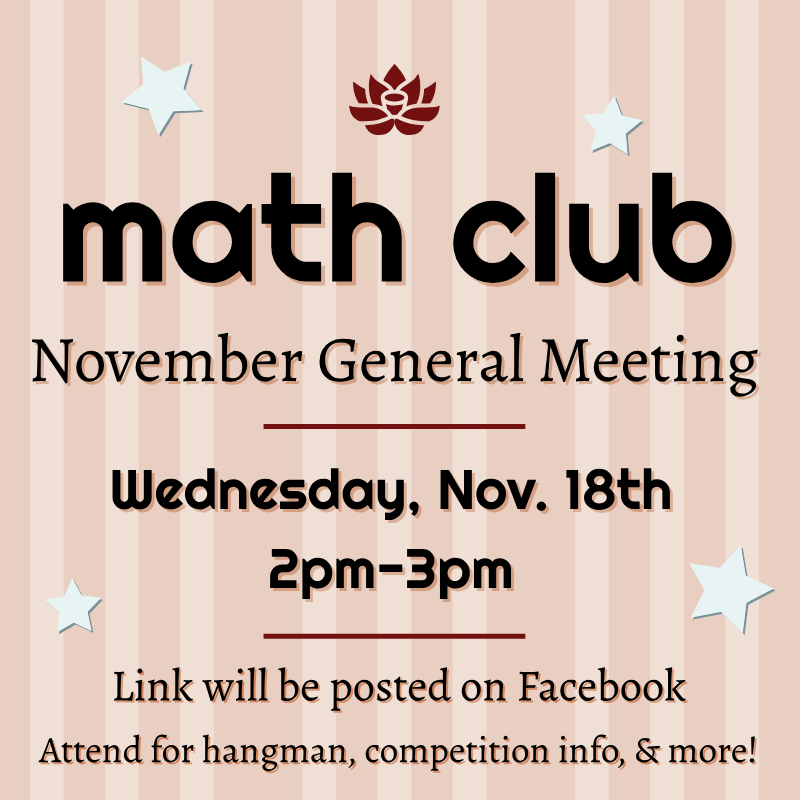 math club
November General Meeting
Wednesday, Nov. 18th
2pm-3pm
Link will be posted on Facebook
Attend for hangman, competition info, & more!